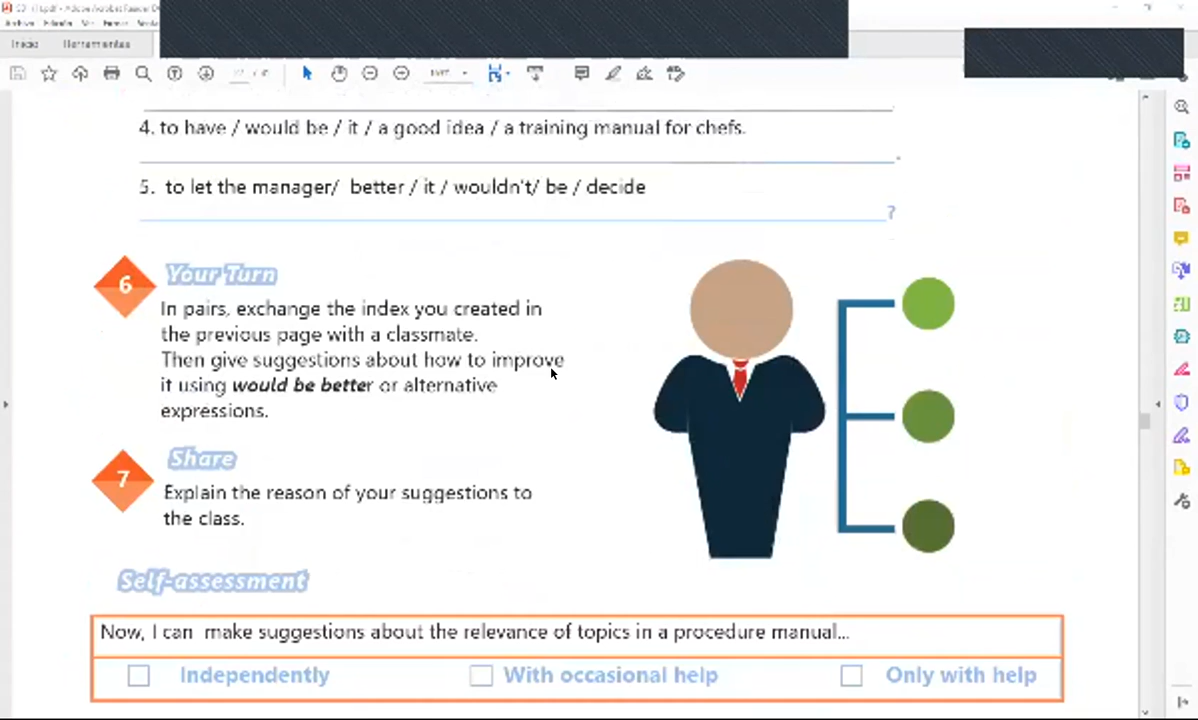 Inicio Herramientas
4. to have / would be / it / a good idea / a training manual for chefs.
.
5. to let the manager/ better / it / wouldn't/ be / decide
?
6 Your Turn
In pairs, exchange the index you created in
the previous page with a classmate.
Then give suggestions about how to improve
it using would be better or alternative
expressions.
7 Share
Explain the reason of your suggestions to
the class.
Self-assessment
Now, I can make suggestions about the relevance of topics in a procedure manual...
Independently With occasional help Only with help